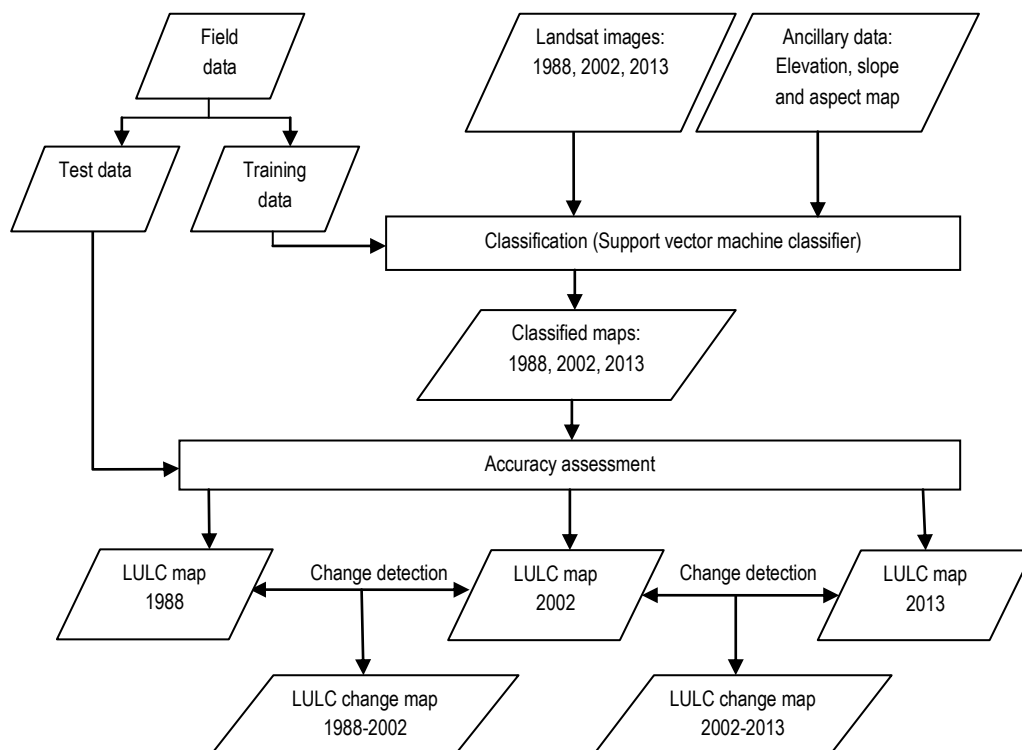 Field
data
Landsat images:
1988, 2002, 2013
Ancillary data:
Elevation, slope
and aspect map
Test data
Training
data
Classification (Support vector machine classifier)
Classified maps:
1988, 2002, 2013
Accuracy assessment
LULC map
1988
Change detection
LULC map
2002
Change detection
LULC map
2013
LULC change map
1988-2002
LULC change map
2002-2013